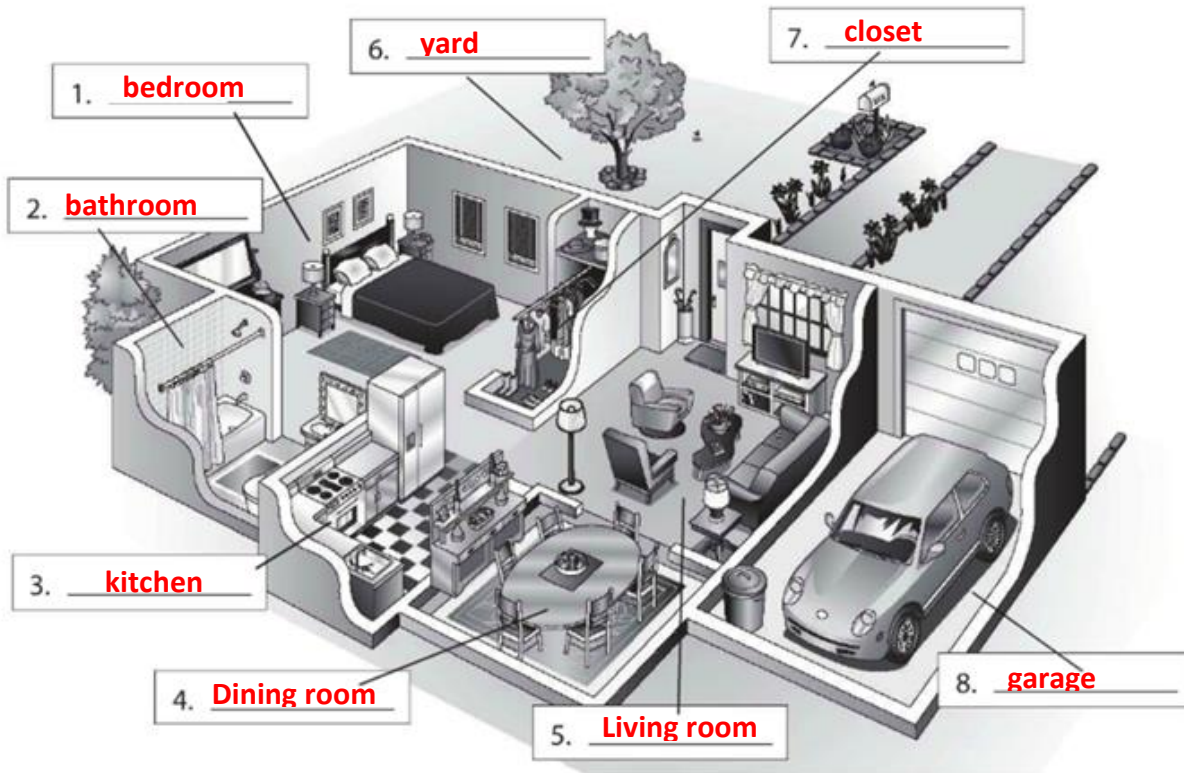 6. yard
7. closet
1. bedroom
2. bathroom
3. kitchen
4. Dining room
5. Living room
8. garage